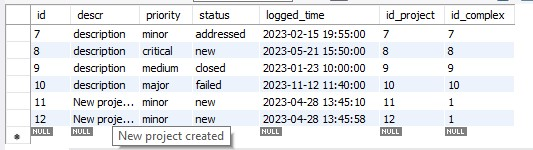 id descr priority status logged_time id_project id_complex
7 description minor addressed 2023-02-15 19:55:00 7 7
8 description critical new 2023-05-21 15:50:00 8 8
9 description medium closed 2023-01-23 10:00:00 9 9
10 description major failed 2023-11-12 11:40:00 10 10
11 New proje... minor new 2023-04-28 13:45:10 11 1
12 New proje... minor new 2023-04-28 13:45:58 12 1
NULL NULL NULL NULL NULL NULL NULL
New project created